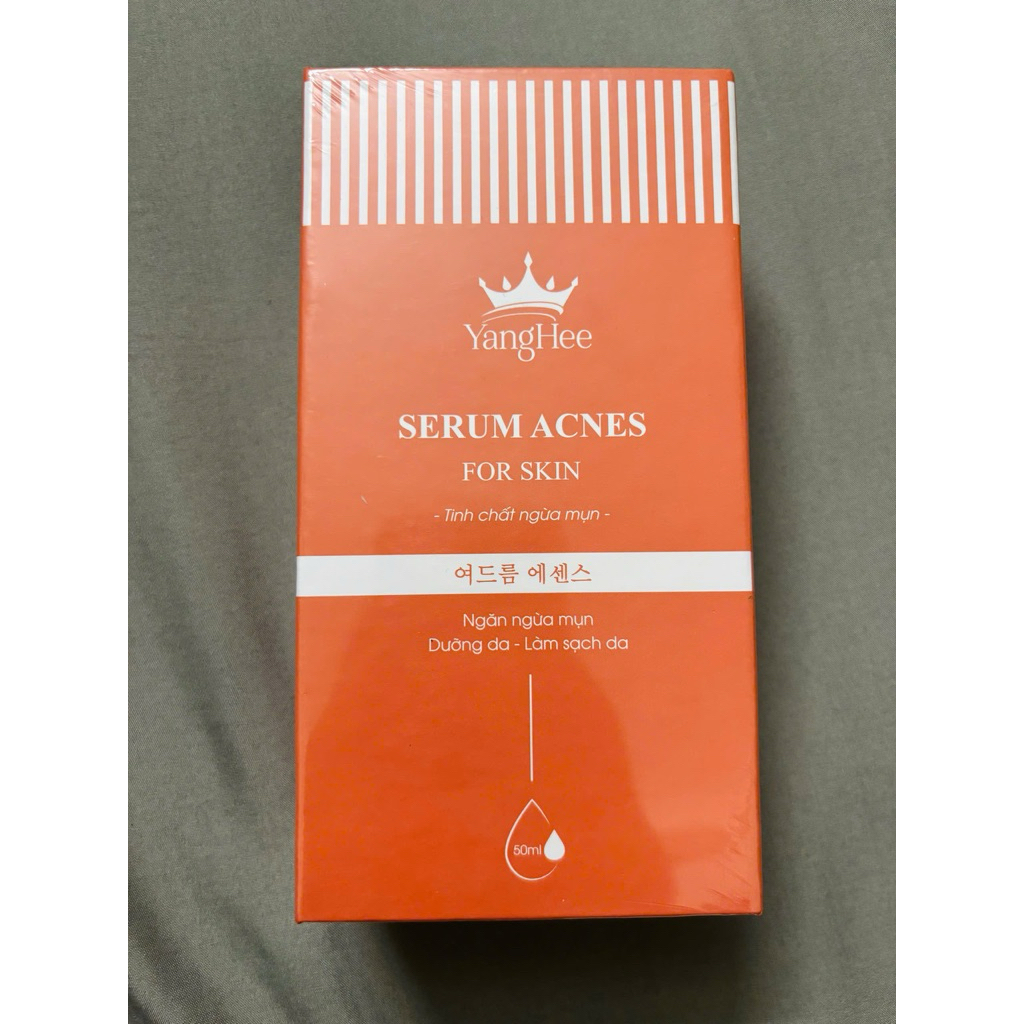 YangHee
SERUM ACNES
FOR SKIN
- Tinh chất ngừa mụn -
여드름 에센스
Ngăn ngừa mụn
Dưỡng da - Làm sạch da
50ml